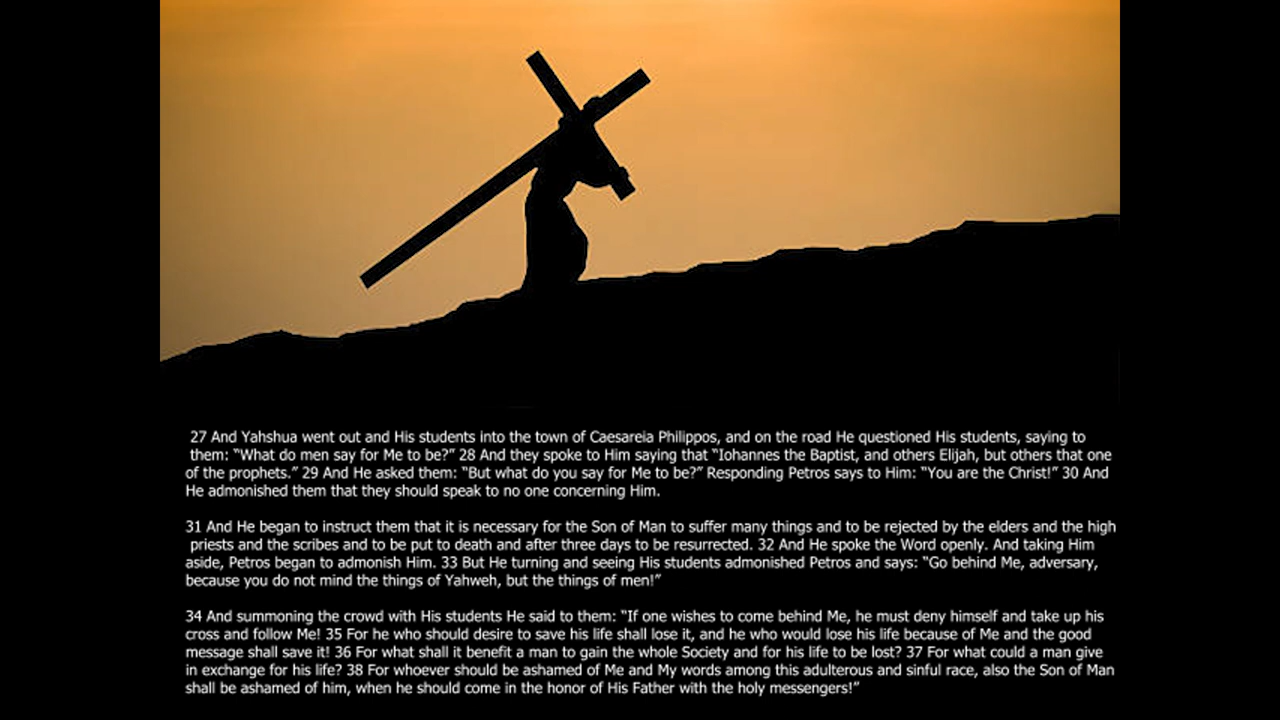 27 And Yahshua went out and His students into the town of Caesareia Philippos, and on the road He questioned His students, saying to
them: “What do men say for Me to be?” 28 And they spoke to Him saying that “Iohannes the Baptist, and others Elijah, but others that one
of the prophets.” 29 And He asked them: “But what do you say for Me to be?” Responding Petros says to Him: “You are the Christ!” 30 And
He admonished them that they should speak to no one concerning Him.
31 And He began to instruct them that it is necessary for the Son of Man to suffer many things and to be rejected by the elders and the high
priests and the scribes and to be put to death and after three days to be resurrected. 32 And He spoke the Word openly. And taking Him
aside, Petros began to admonish Him. 33 But He turning and seeing His students admonished Petros and says: “Go behind Me, adversary,
because you do not mind the things of Yahweh, but the things of men!”
34 And summoning the crowd with His students He said to them: “If one wishes to come behind Me, he must deny himself and take up his
cross and follow Me! 35 For he who should desire to save his life shall lose it, and he who would lose his life because of Me and the good
message shall save it! 36 For what shall it benefit a man to gain the whole Society and for his life to be lost? 37 For what could a man give
in exchange for his life? 38 For whoever should be ashamed of Me and My words among this adulterous and sinful race, also the Son of Man
shall be ashamed of him, when he should come in the honor of His Father with the holy messengers!”